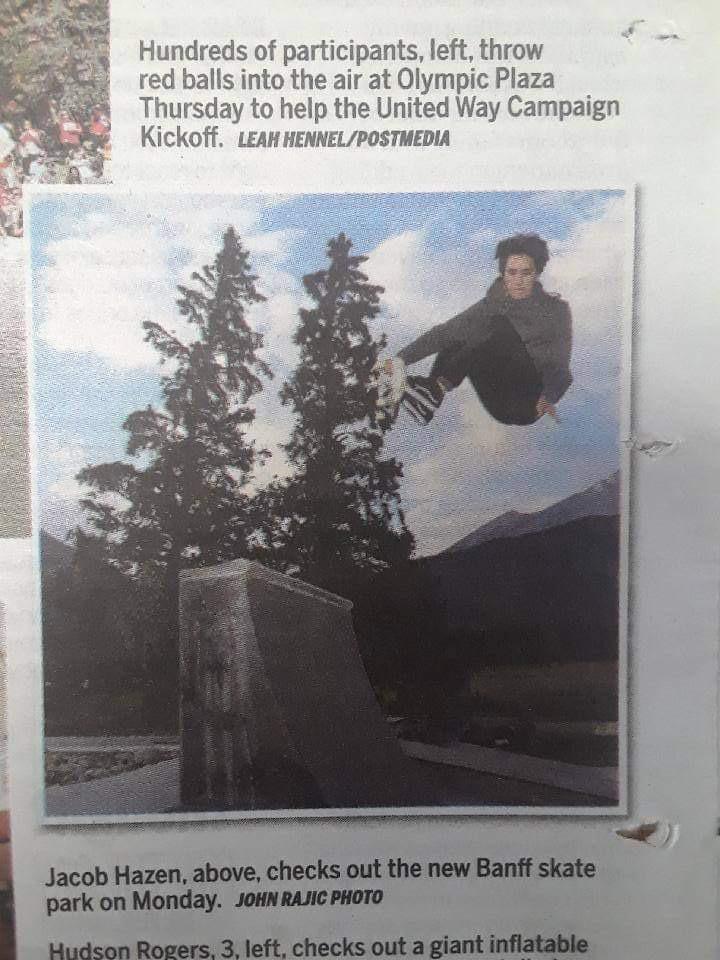 Hundreds of participants, left, throw
red balls into the air at Olympic Plaza
Thursday to help the United Way Campaign
Kickoff. LEAH HENNEL/POSTMEDIA
Jacob Hazen, above, checks out the new Banff skate
park on Monday. JOHN RAJIC PHOTO
Hudson Rogers, 3, left, checks out a giant inflatable